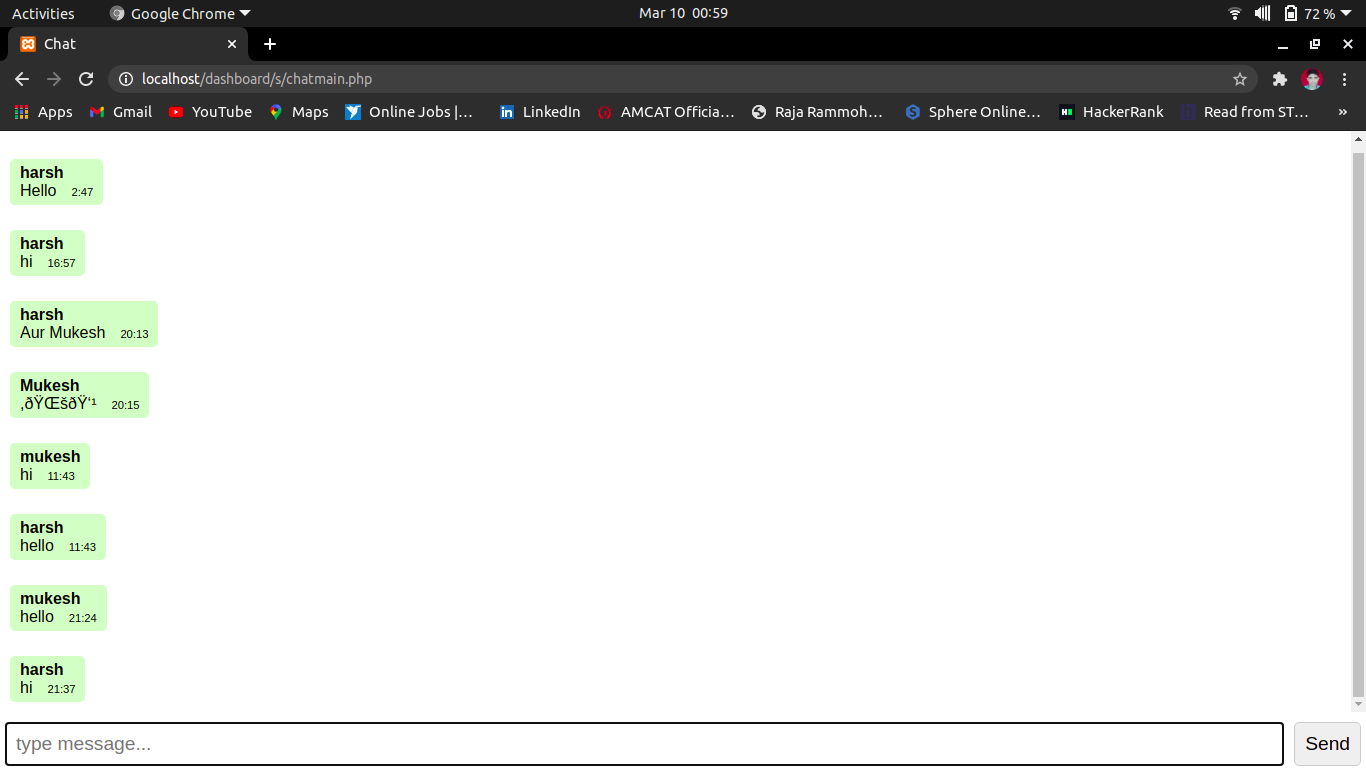 Activities Google Chrome Mar 10 00:59 72 %
Chat
localhost/dashboard/s/chatmain.php
Apps Gmail YouTube Maps Online Jobs |… LinkedIn AMCAT Officia… Raja Rammoh… Sphere Online… HackerRank Read from ST… »
harsh
Hello 2:47
harsh
hi 16:57
harsh
Aur Mukesh 20:13
Mukesh
‚ðŸŒšðŸ‘¹ 20:15
mukesh
hi 11:43
harsh
hello 11:43
mukesh
hello 21:24
harsh
hi 21:37
type message... Send